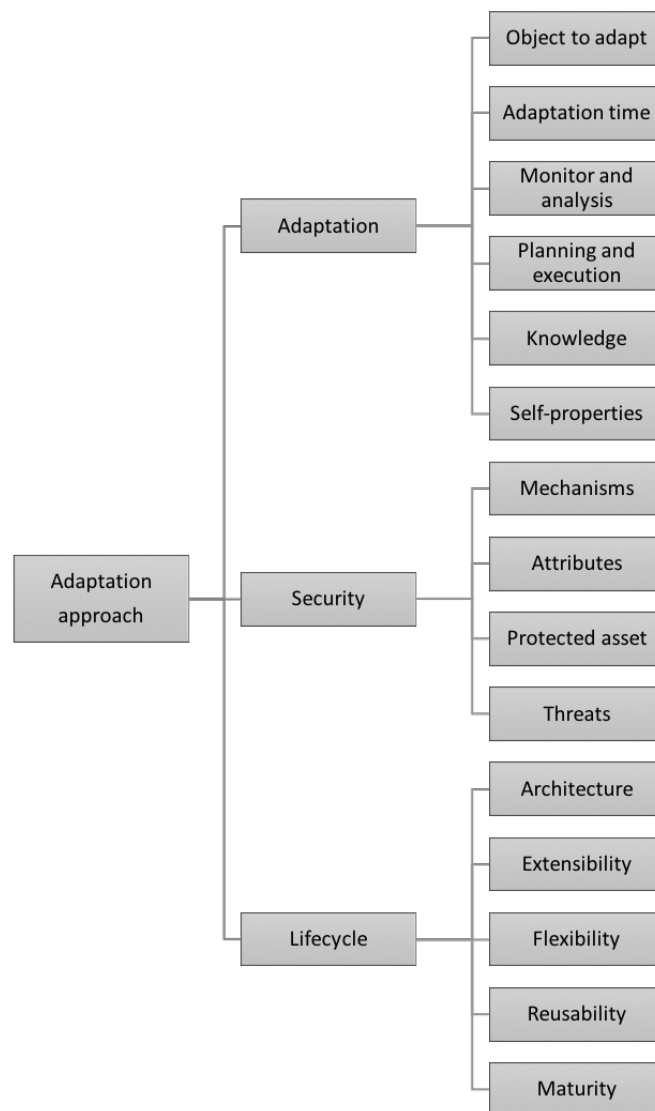 Object to adapt
Adaptation time
Monitor and
analysis
Adaptation
Planning and
execution
Knowledge
Self-properties
Mechanisms
Attributes
Adaptation
approach
Security
Protected asset
Threats
Architecture
Extensibility
Lifecycle
Flexibility
Reusability
Maturity